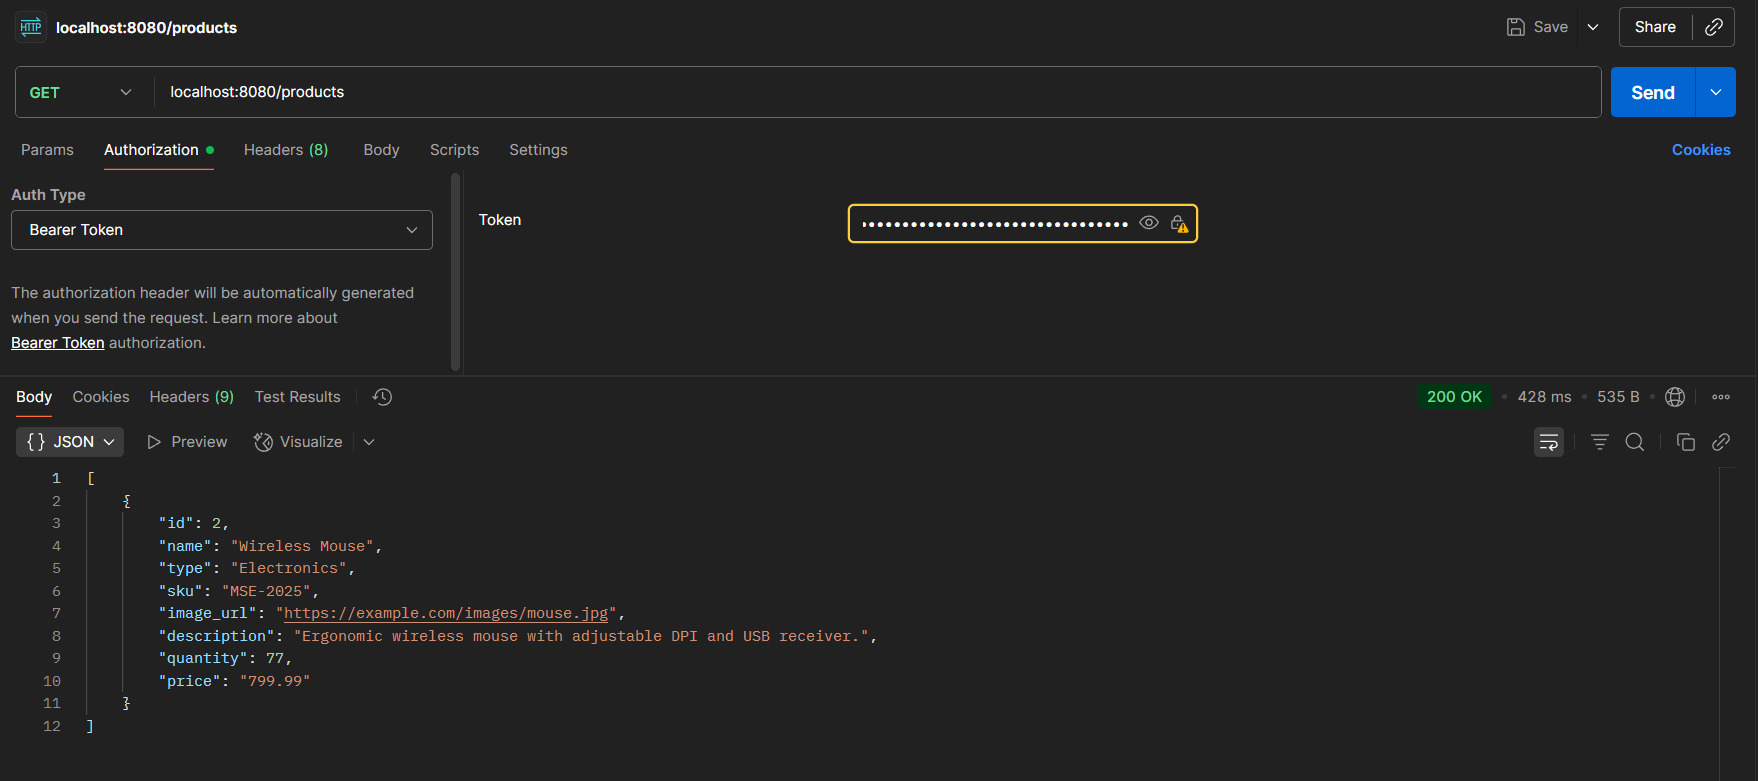 HTTP localhost:8080/products Save Share
GET localhost:8080/products Send
Params Authorization Headers (8) Body Scripts Settings Cookies
Auth Type
Bearer Token
Token
The authorization header will be automatically generated
when you send the request. Learn more about
Bearer Token authorization.
Body Cookies Headers (9) Test Results 200 OK • 428 ms • 535 B
{} JSON Preview Visualize
1 [
2 {
3 "id": 2,
4 "name": "Wireless Mouse",
5 "type": "Electronics",
6 "sku": "MSE-2025",
7 "image_url": "https://example.com/images/mouse.jpg",
8 "description": "Ergonomic wireless mouse with adjustable DPI and USB receiver.",
9 "quantity": 77,
10 "price": "799.99"
11 }
12 ]